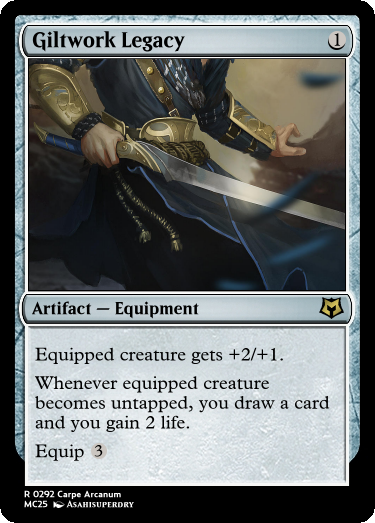 Giltwork Legacy 1
Artifact — Equipment
Equipped creature gets +2/+1.
Whenever equipped creature
becomes untapped, you draw a card
and you gain 2 life.
Equip 3
R 0292 Carpe Arcanum
MC25 Asahisuperdry